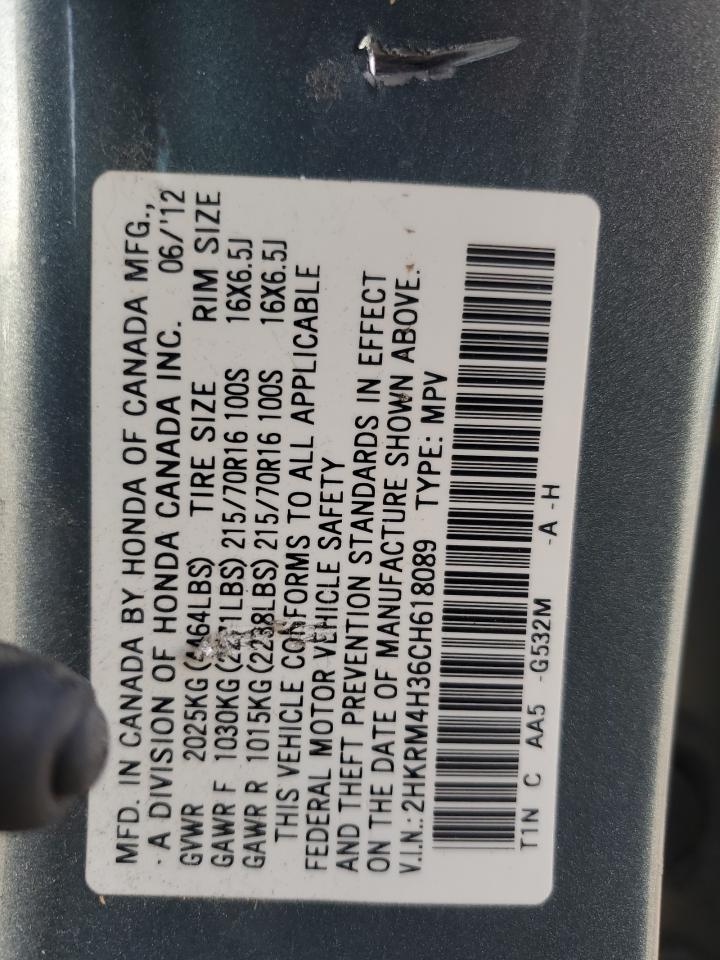 MFD. IN CANADA BY HONDA OF CANADA MFG.,
A DIVISION OF HONDA CANADA INC. 06/'12
GVWR 2025KG TIRE SIZE RIM SIZE
GAWR F 1030KG 215/70R16 100S 16X6.5J
GAWR R 1015KG (2238LBS) 215/70R16 100S 16X6.5J
THIS VEHICLE CONFORMS TO ALL APPLICABLE
FEDERAL MOTOR VEHICLE SAFETY
AND THEFT PREVENTION STANDARDS IN EFFECT
ON THE DATE OF MANUFACTURE SHOWN ABOVE.
V.I.N.: 2HKRM4H36CH618089 TYPE: MPV
T1N C AA5 -G532M -A -H